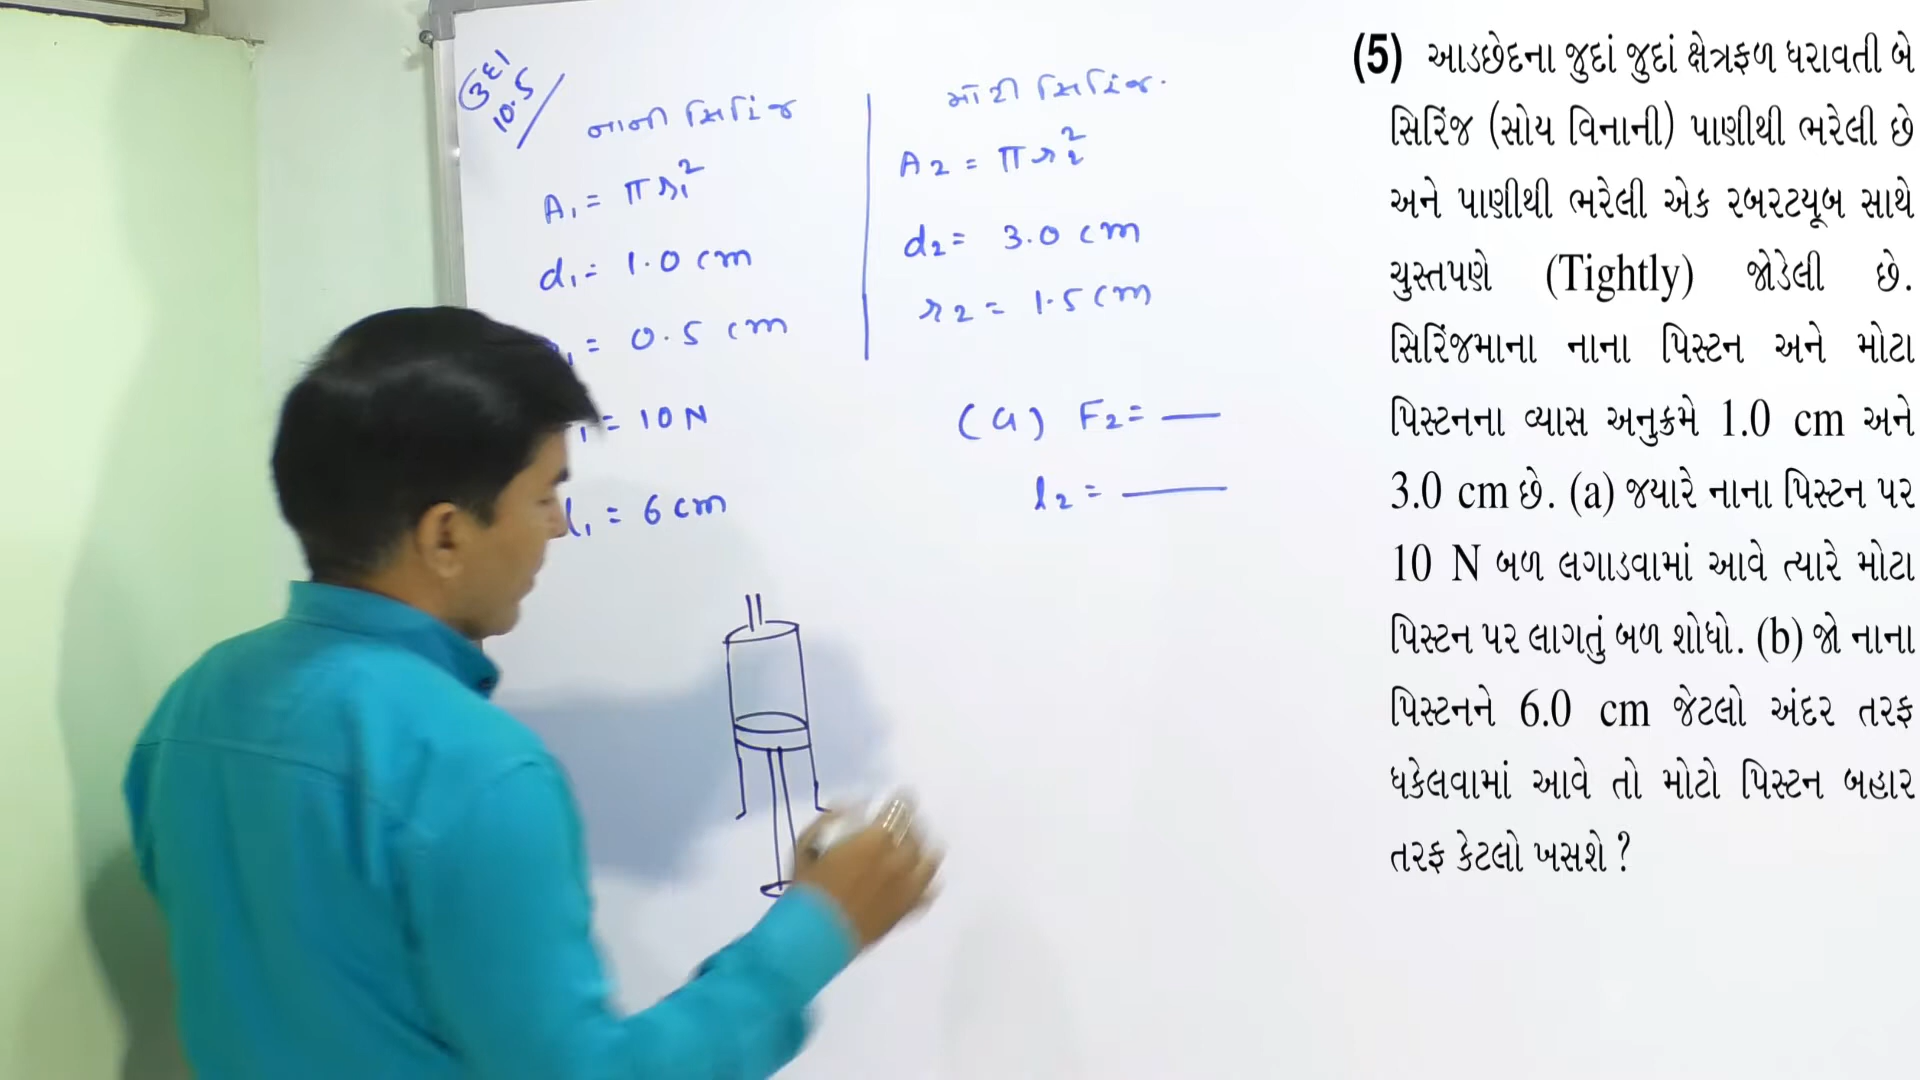 ઉદા
10.5
નાની સિરિંજ
A₁ = πr₁²
d₁ = 1.0 cm
= 0.5 cm
= 10 N
l₁ = 6 cm
મોટી સિરિંજ.
A2 = πr₂²
d2 = 3.0 cm
r2 = 1.5 cm
(a) F2 = —
l2 = —
(5) આડછેદના જુદાં જુદાં ક્ષેત્રફળ ધરાવતી બે
સિરિંજ (સોય વિનાની) પાણીથી ભરેલી છે
અને પાણીથી ભરેલી એક રબરટયૂબ સાથે
ચુસ્તપણે (Tightly) જોડેલી છે.
સિરિંજમાના નાના પિસ્ટન અને મોટા
પિસ્ટનના વ્યાસ અનુક્રમે 1.0 cm અને
3.0 cm છે. (a) જયારે નાના પિસ્ટન પર
10 N બળ લગાડવામાં આવે ત્યારે મોટા
પિસ્ટન પર લાગતું બળ શોધો. (b) જો નાના
પિસ્ટનને 6.0 cm જેટલો અંદર તરફ
ધકેલવામાં આવે તો મોટો પિસ્ટન બહાર
તરફ કેટલો ખસશે ?